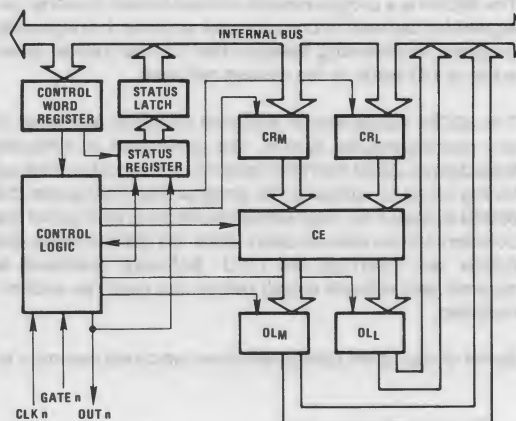 INTERNAL BUS
CONTROL
WORD
REGISTER
STATUS
LATCH
STATUS
REGISTER
CRM
CRL
CONTROL
LOGIC
CE
OLM
OLL
GATE n
CLK n
OUT n